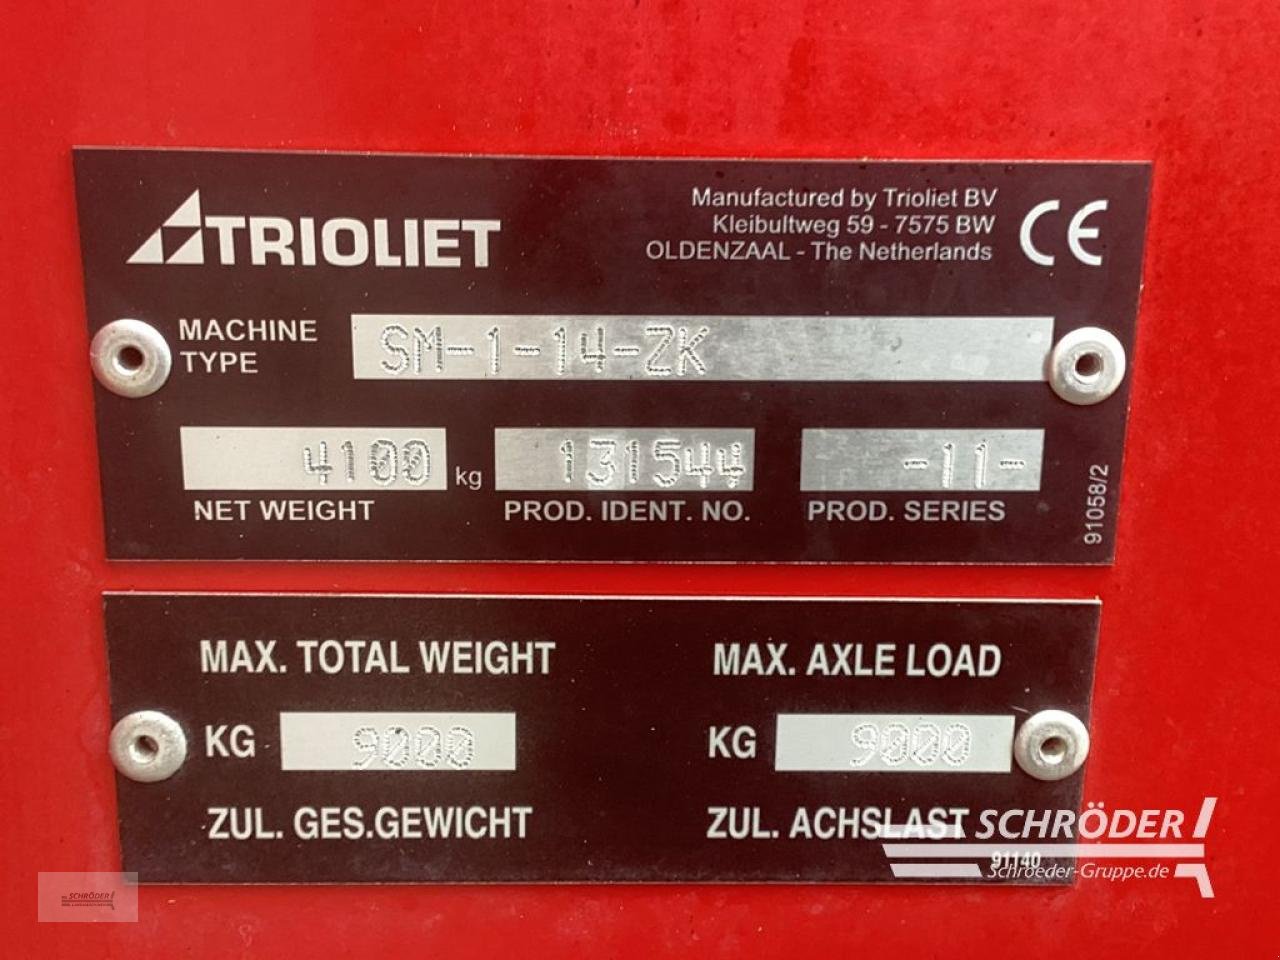 TRIOLIET
Manufactured by Trioliet BV
Kleibultweg 59 - 7575 BW
OLDENZAAL - The Netherlands
CE
MACHINE
TYPE
SM-1-14-ZK
4100 kg
131544
-11-
NET WEIGHT
PROD. IDENT. NO.
PROD. SERIES
91058/2
MAX. TOTAL WEIGHT
MAX. AXLE LOAD
KG 9000
KG 9000
ZUL. GES.GEWICHT
ZUL. ACHSLAST
91140
SCHRÖDER
Schroeder-Gruppe.de
SCHRÖDER